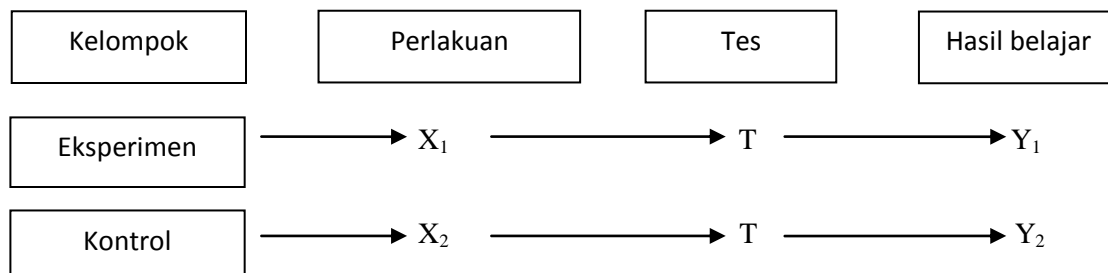 Kelompok Perlakuan Tes Hasil belajar
Eksperimen X₁ T Y₁
Kontrol X₂ T Y₂